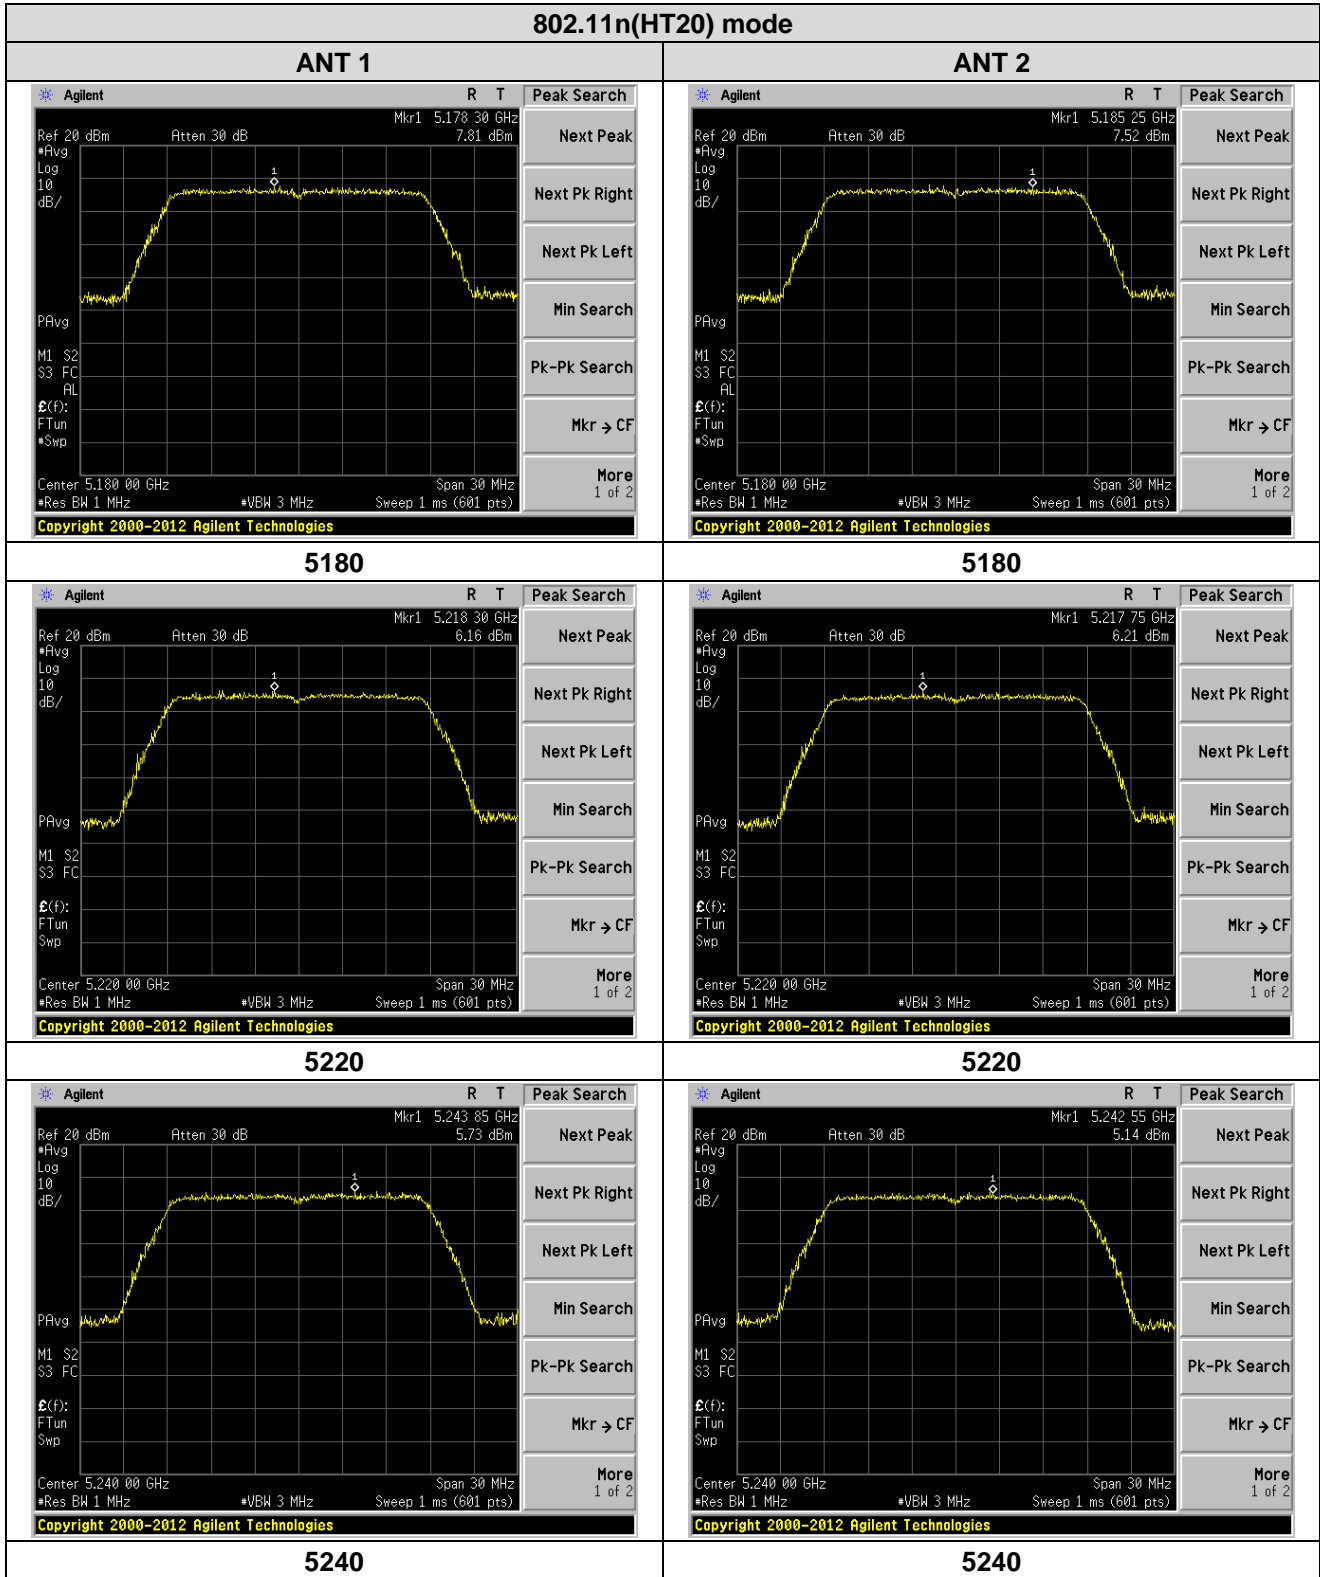 802.11n(HT20) mode
ANT 1 ANT 2
Agilent R T Peak Search
Mkr1 5.178 30 GHz
Ref 20 dBm Atten 30 dB 7.81 dBm
#Avg
Log
10
dB/
1
PAvg
M1 S2
S3 FC
AL
£(f):
FTun
#Swp
Center 5.180 00 GHz Span 30 MHz
#Res BW 1 MHz #VBW 3 MHz Sweep 1 ms (601 pts)
Copyright 2000-2012 Agilent Technologies
Next Peak
Next Pk Right
Next Pk Left
Min Search
Pk-Pk Search
Mkr → CF
More
1 of 2
Agilent R T Peak Search
Mkr1 5.185 25 GHz
Ref 20 dBm Atten 30 dB 7.52 dBm
#Avg
Log
10
dB/
1
PAvg
M1 S2
S3 FC
AL
£(f):
FTun
#Swp
Center 5.180 00 GHz Span 30 MHz
#Res BW 1 MHz #VBW 3 MHz Sweep 1 ms (601 pts)
Copyright 2000-2012 Agilent Technologies
Next Peak
Next Pk Right
Next Pk Left
Min Search
Pk-Pk Search
Mkr → CF
More
1 of 2
5180 5180
Agilent R T Peak Search
Mkr1 5.218 30 GHz
Ref 20 dBm Atten 30 dB 6.16 dBm
#Avg
Log
10
dB/
1
PAvg
M1 S2
S3 FC
£(f):
FTun
Swp
Center 5.220 00 GHz Span 30 MHz
#Res BW 1 MHz #VBW 3 MHz Sweep 1 ms (601 pts)
Copyright 2000-2012 Agilent Technologies
Next Peak
Next Pk Right
Next Pk Left
Min Search
Pk-Pk Search
Mkr → CF
More
1 of 2
Agilent R T Peak Search
Mkr1 5.217 75 GHz
Ref 20 dBm Atten 30 dB 6.21 dBm
#Avg
Log
10
dB/
1
PAvg
M1 S2
S3 FC
£(f):
FTun
Swp
Center 5.220 00 GHz Span 30 MHz
#Res BW 1 MHz #VBW 3 MHz Sweep 1 ms (601 pts)
Copyright 2000-2012 Agilent Technologies
Next Peak
Next Pk Right
Next Pk Left
Min Search
Pk-Pk Search
Mkr → CF
More
1 of 2
5220 5220
Agilent R T Peak Search
Mkr1 5.243 85 GHz
Ref 20 dBm Atten 30 dB 5.73 dBm
#Avg
Log
10
dB/
1
PAvg
M1 S2
S3 FC
£(f):
FTun
Swp
Center 5.240 00 GHz Span 30 MHz
#Res BW 1 MHz #VBW 3 MHz Sweep 1 ms (601 pts)
Copyright 2000-2012 Agilent Technologies
Next Peak
Next Pk Right
Next Pk Left
Min Search
Pk-Pk Search
Mkr → CF
More
1 of 2
Agilent R T Peak Search
Mkr1 5.242 55 GHz
Ref 20 dBm Atten 30 dB 5.14 dBm
#Avg
Log
10
dB/
1
PAvg
M1 S2
S3 FC
£(f):
FTun
Swp
Center 5.240 00 GHz Span 30 MHz
#Res BW 1 MHz #VBW 3 MHz Sweep 1 ms (601 pts)
Copyright 2000-2012 Agilent Technologies
Next Peak
Next Pk Right
Next Pk Left
Min Search
Pk-Pk Search
Mkr → CF
More
1 of 2
5240 5240